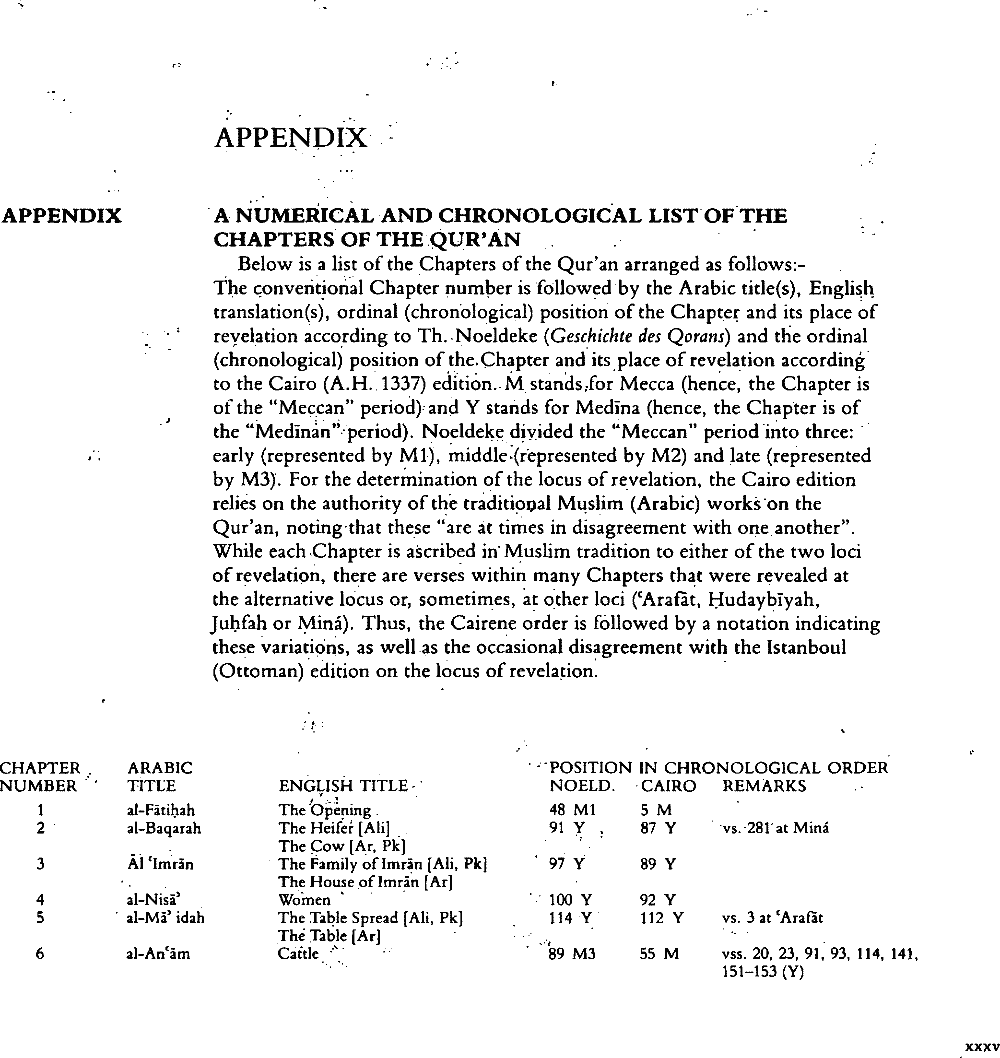 APPENDIX
APPENDIX
A NUMERICAL AND CHRONOLOGICAL LIST OF THE
CHAPTERS OF THE QUR'AN
Below is a list of the Chapters of the Qur'an arranged as follows:-
The conventional Chapter number is followed by the Arabic title(s), English
translation(s), ordinal (chronological) position of the Chapter and its place of
revelation according to Th. Noeldeke (Geschichte des Qorans) and the ordinal
(chronological) position of the Chapter and its place of revelation according
to the Cairo (A.H. 1337) edition. M stands for Mecca (hence, the Chapter is
of the "Meccan" period) and Y stands for Medīna (hence, the Chapter is of
the "Medīnan" period). Noeldeke divided the "Meccan" period into three:
early (represented by M1), middle (represented by M2) and late (represented
by M3). For the determination of the locus of revelation, the Cairo edition
relies on the authority of the traditional Muslim (Arabic) works on the
Qur'an, noting that these "are at times in disagreement with one another".
While each Chapter is ascribed in Muslim tradition to either of the two loci
of revelation, there are verses within many Chapters that were revealed at
the alternative locus or, sometimes, at other loci (ʿArafāt, Ḥudaybīyah,
Juḥfah or Miná). Thus, the Cairene order is followed by a notation indicating
these variations, as well as the occasional disagreement with the Istanboul
(Ottoman) edition on the locus of revelation.
CHAPTER ARABIC POSITION IN CHRONOLOGICAL ORDER
NUMBER TITLE ENGLISH TITLE NOELD. CAIRO REMARKS
1 al-Fātiḥah The Opening 48 M1 5 M
2 al-Baqarah The Heifer [Ali] 91 Y 87 Y vs. 281 at Miná
The Cow [Ar, Pk]
3 Āl ʿImrān The Family of Imrān [Ali, Pk] 97 Y 89 Y
The House of Imrān [Ar]
4 al-Nisāʾ Women 100 Y 92 Y
5 al-Māʾ idah The Table Spread [Ali, Pk] 114 Y 112 Y vs. 3 at ʿArafāt
The Table [Ar]
6 al-Anʿām Cattle 89 M3 55 M vss. 20, 23, 91, 93, 114, 141,
151–153 (Y)
xxxv